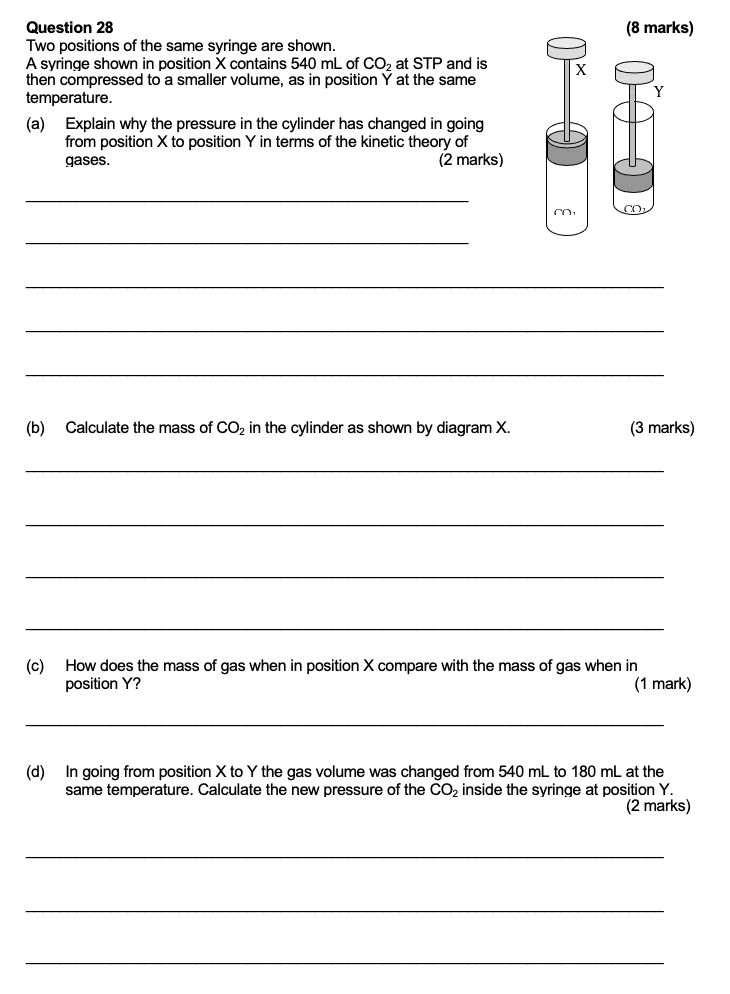 Question 28 (8 marks)
Two positions of the same syringe are shown.
A syringe shown in position X contains 540 mL of CO₂ at STP and is
then compressed to a smaller volume, as in position Y at the same
temperature.
X
Y
CO₂
CO₂
(a) Explain why the pressure in the cylinder has changed in going
from position X to position Y in terms of the kinetic theory of
gases. (2 marks)
(b) Calculate the mass of CO₂ in the cylinder as shown by diagram X. (3 marks)
(c) How does the mass of gas when in position X compare with the mass of gas when in
position Y? (1 mark)
(d) In going from position X to Y the gas volume was changed from 540 mL to 180 mL at the
same temperature. Calculate the new pressure of the CO₂ inside the syringe at position Y.
(2 marks)